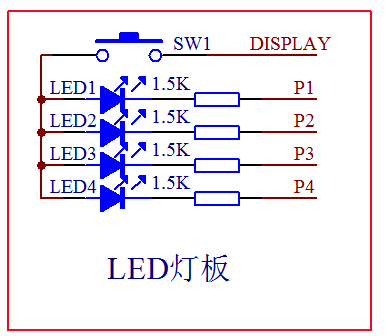 SW1 DISPLAY
LED1 1.5K P1
LED2 1.5K P2
LED3 1.5K P3
LED4 1.5K P4
LED灯板